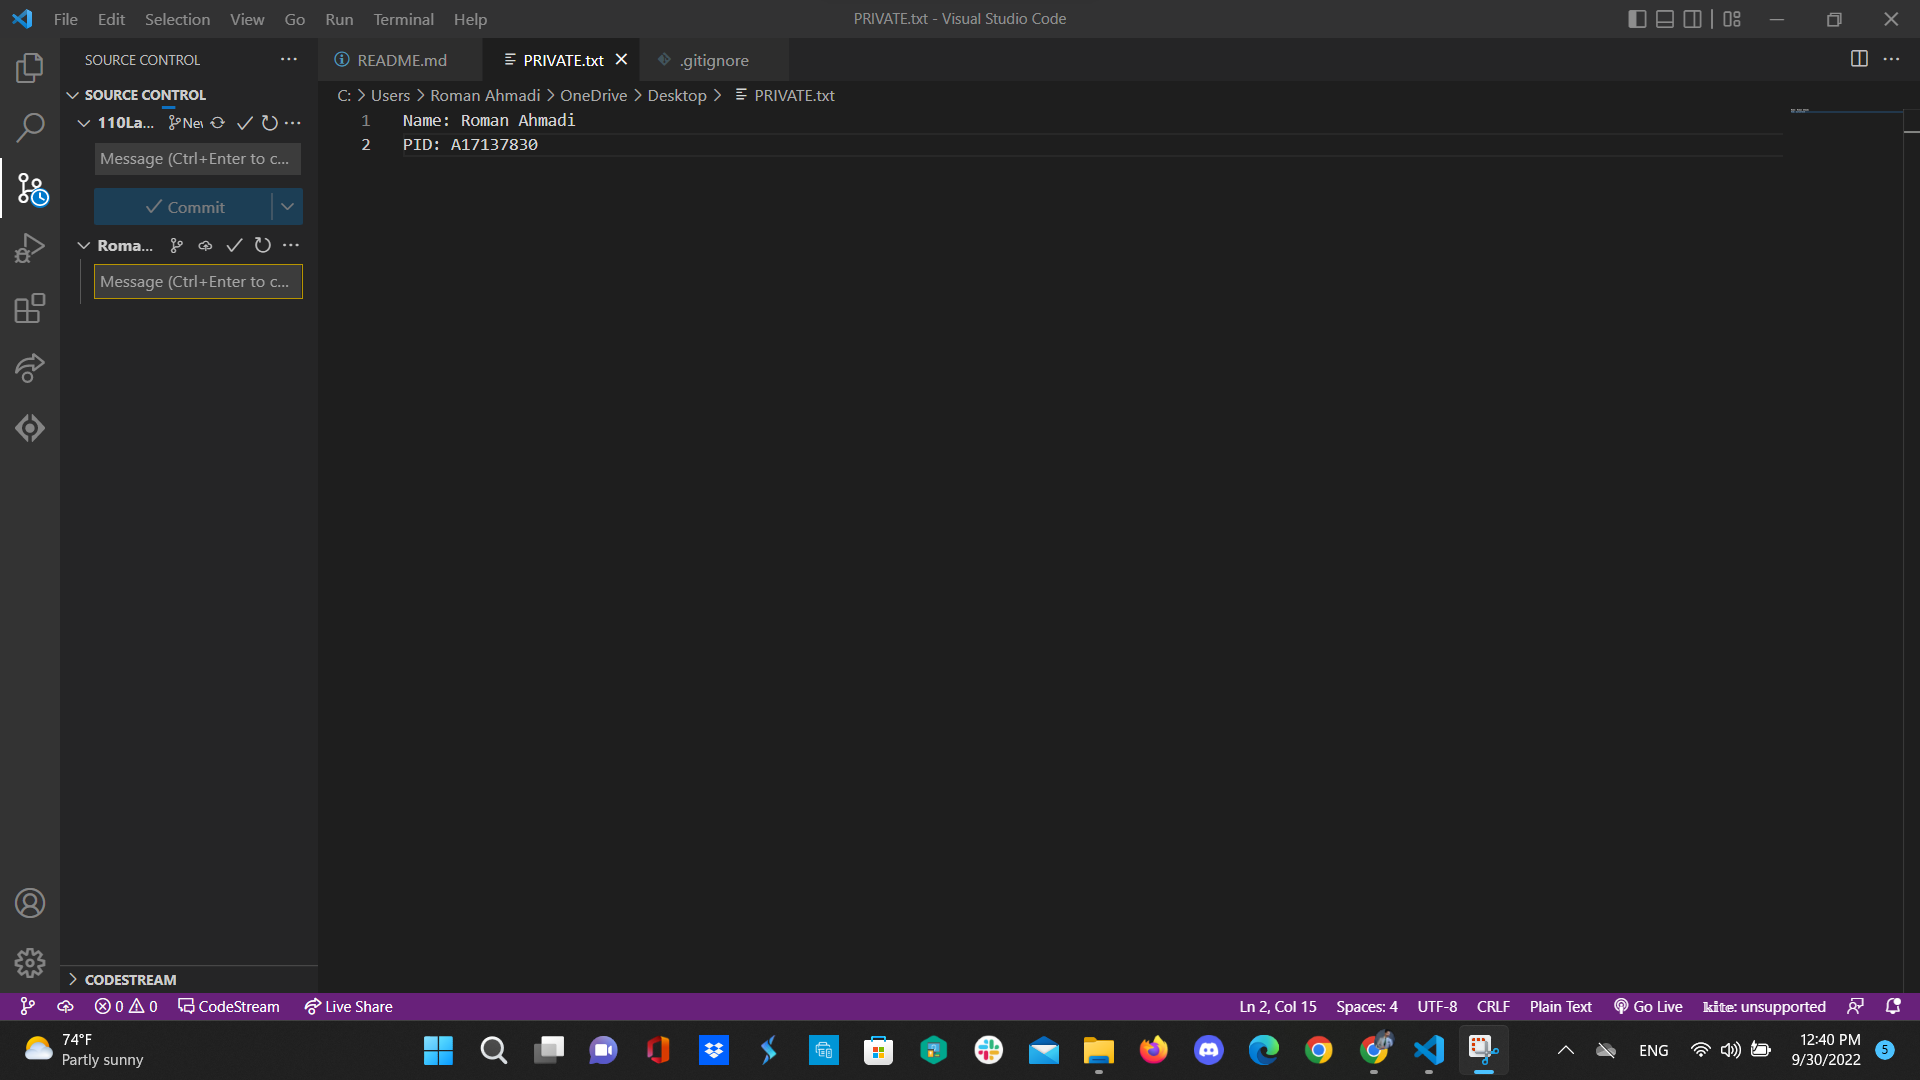 File Edit Selection View Go Run Terminal Help
PRIVATE.txt - Visual Studio Code
SOURCE CONTROL
README.md
PRIVATE.txt
.gitignore
SOURCE CONTROL
C: > Users > Roman Ahmadi > OneDrive > Desktop > PRIVATE.txt
110La... New
1 Name: Roman Ahmadi
2 PID: A17137830
Message (Ctrl+Enter to c...
Commit
Roma...
Message (Ctrl+Enter to c...
CODESTREAM
0 0 CodeStream Live Share
Ln 2, Col 15 Spaces: 4 UTF-8 CRLF Plain Text Go Live kite: unsupported
74°F
Partly sunny
ENG
12:40 PM
9/30/2022
5